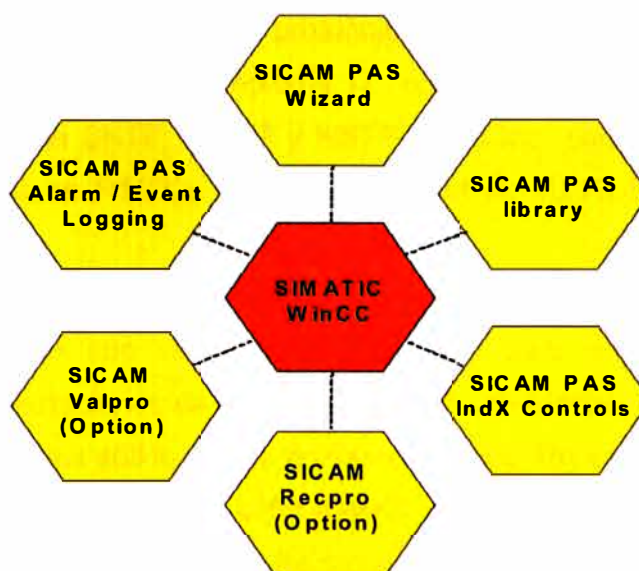 SICAM PAS
Wizard
SICAM PAS
Alarm / Event
Logging
SICAM PAS
library
SIMATIC
WinCC
SICAM
Valpro
(Option)
SICAM PAS
IndX Controls
SICAM
Recpro
(Option)